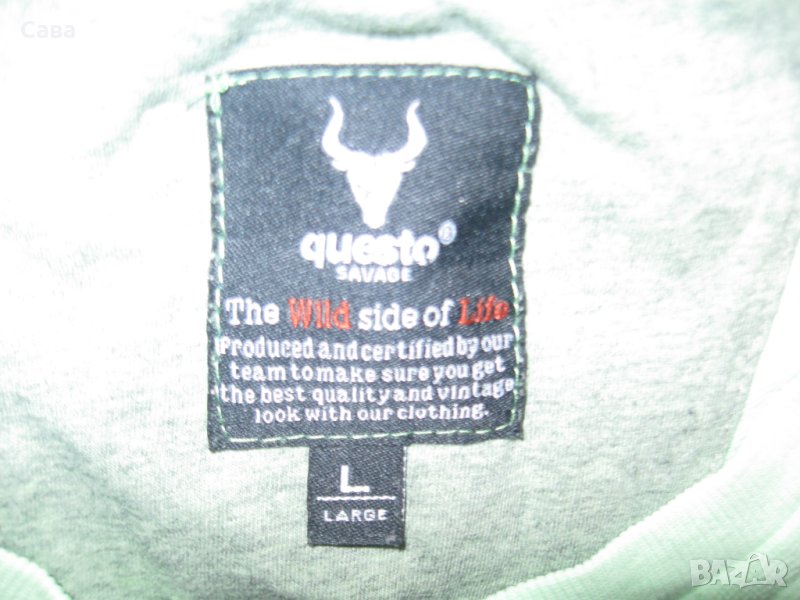 Сава
questo®
SAVAGE
The Wild side of Life
Produced and certified by our
team to make sure you get
the best quality and vintage
look with our clothing.
L
LARGE
BAZAR